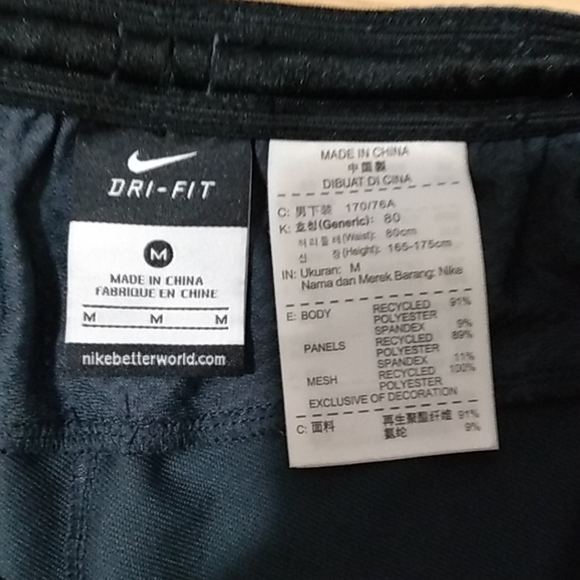 DRI-FIT
M
MADE IN CHINA
FABRIQUE EN CHINE
M M M
nikebetterworld.com
MADE IN CHINA
中国製
DIBUAT DI CINA
C: 男下装 170/76A
K: 호칭(Generic): 80
허리둘레(Waist): 80cm
신 장(Height): 165-175cm
IN: Ukuran: M
Nama dan Merek Barang: Nike
E: BODY RECYCLED 91%
POLYESTER
SPANDEX 9%
PANELS RECYCLED 89%
POLYESTER
SPANDEX 11%
MESH RECYCLED 100%
POLYESTER
EXCLUSIVE OF DECORATION
C: 面料 再生聚酯纤维 91%
氨纶 9%